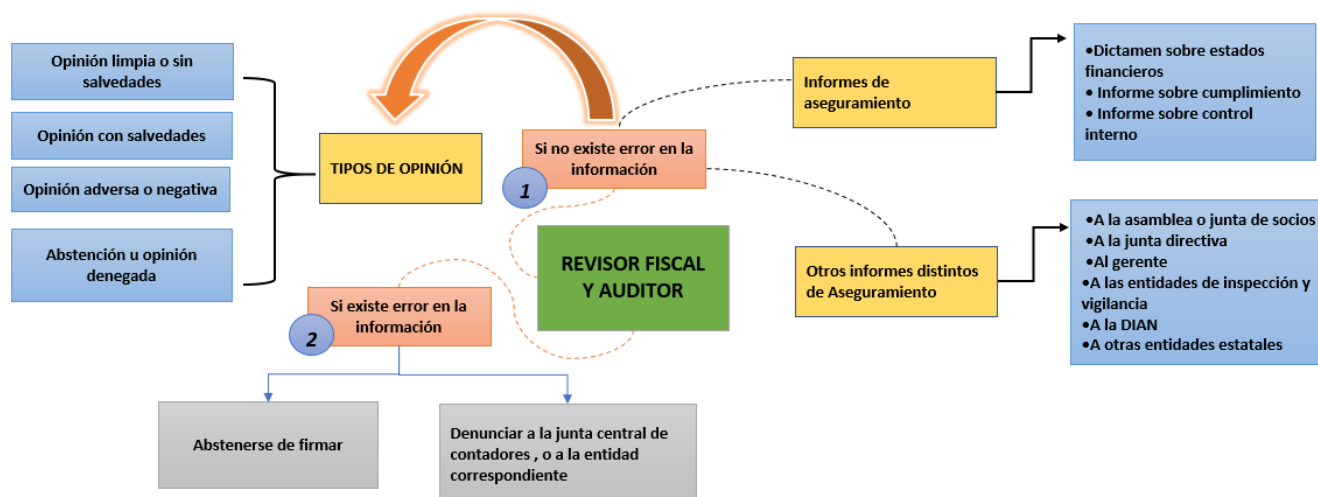 Opinión limpia o sin
salvedades
Opinión con salvedades
Opinión adversa o negativa
Abstención u opinión
denegada
TIPOS DE OPINIÓN
Si no existe error en la
información
1
REVISOR FISCAL
Y AUDITOR
Si existe error en la
información
2
Abstenerse de firmar
Denunciar a la junta central de
contadores , o a la entidad
correspondiente
Informes de
aseguramiento
•Dictamen sobre estados
financieros
• Informe sobre cumplimiento
• Informe sobre control
interno
Otros informes distintos
de Aseguramiento
•A la asamblea o junta de socios
•A la junta directiva
•Al gerente
•A las entidades de inspección y
vigilancia
•A la DIAN
•A otras entidades estatales